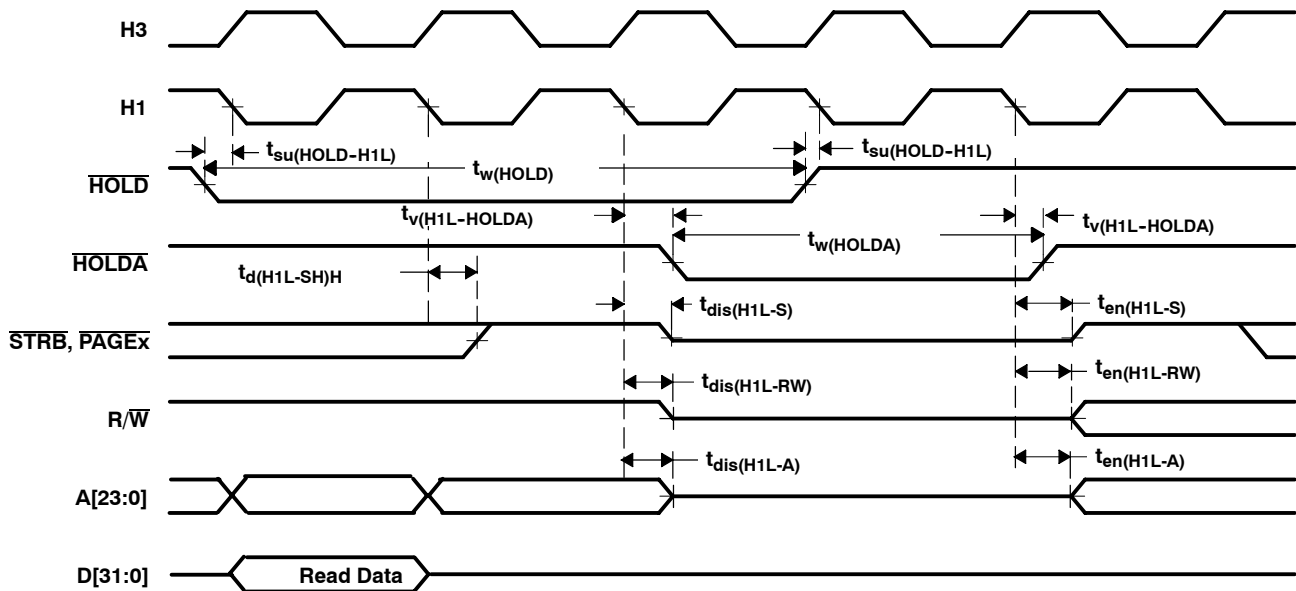 H3
H1
tsu(HOLD-H1L)
tsu(HOLD-H1L)
HOLD
tw(HOLD)
tv(H1L-HOLDA)
tv(H1L-HOLDA)
HOLDA
tw(HOLDA)
td(H1L-SH)H
tdis(H1L-S)
ten(H1L-S)
STRB, PAGEx
tdis(H1L-RW)
ten(H1L-RW)
R/W
tdis(H1L-A)
ten(H1L-A)
A[23:0]
D[31:0]
Read Data